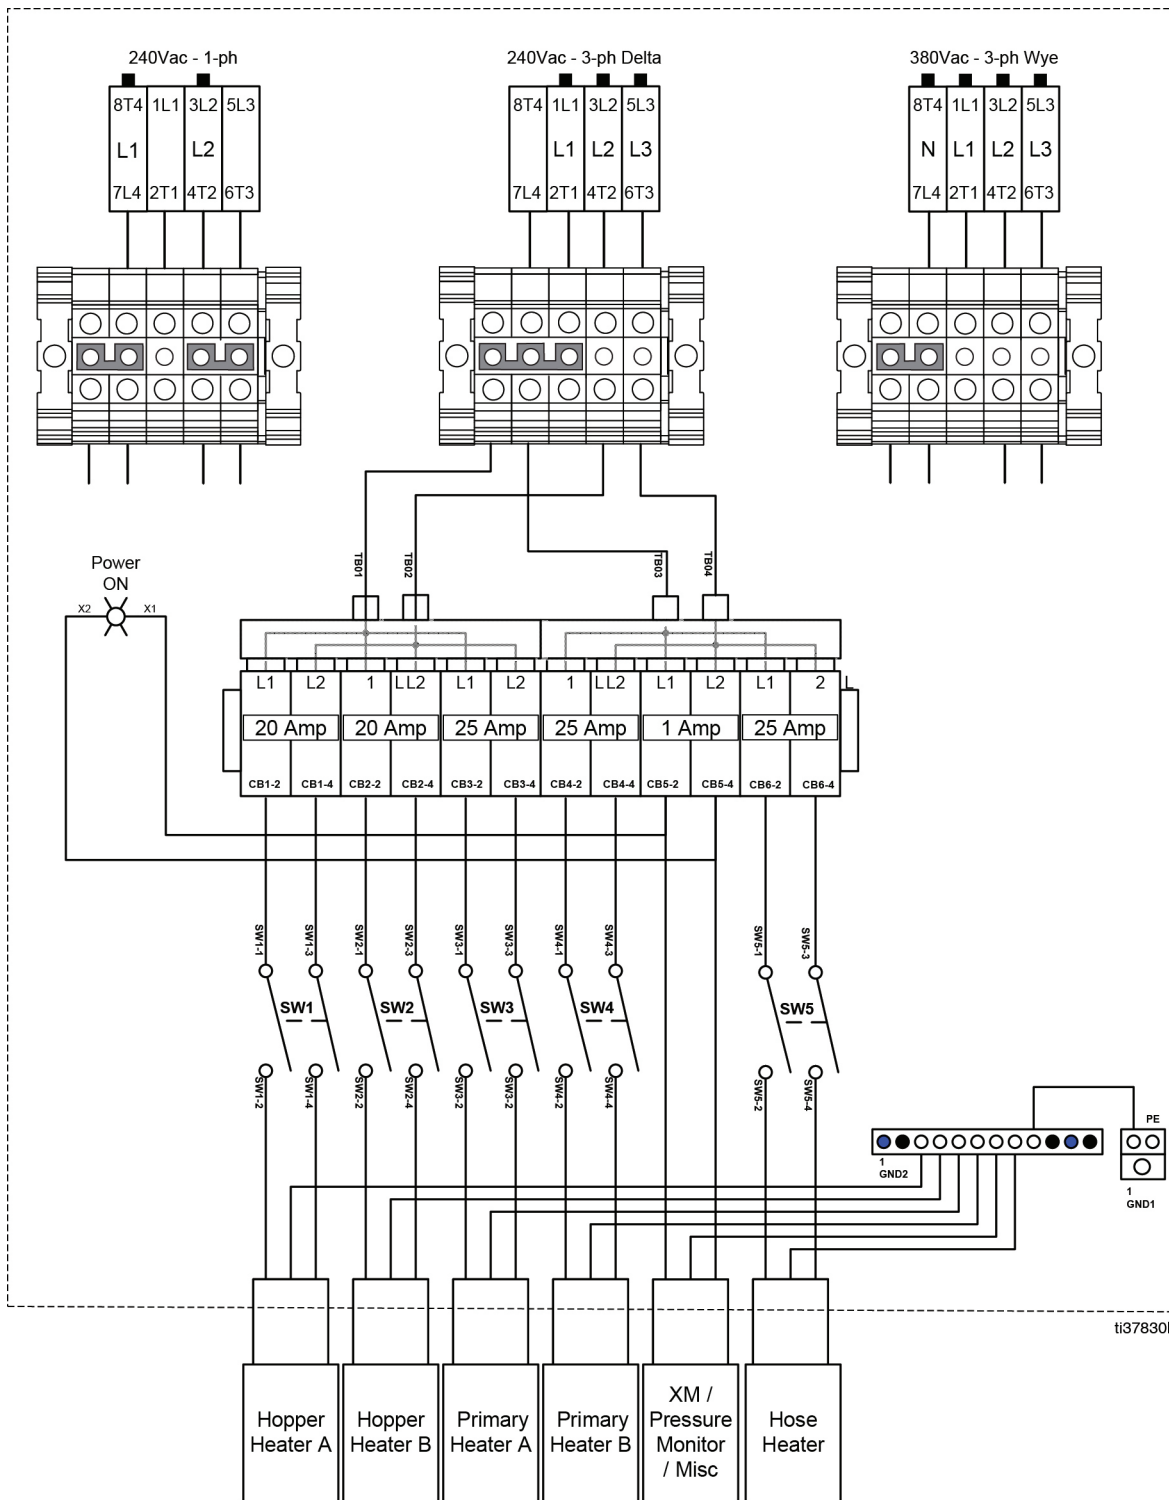 240Vac - 1-ph
240Vac - 3-ph Delta
380Vac - 3-ph Wye
8T4 1L1 3L2 5L3
8T4 1L1 3L2 5L3
8T4 1L1 3L2 5L3
L1 L2
L1 L2 L3
N L1 L2 L3
7L4 2T1 4T2 6T3
7L4 2T1 4T2 6T3
7L4 2T1 4T2 6T3
Power
ON
X2 X1
TB01 TB02 TB03 TB04
L1 L2 1 L L2 L1 L2 1 L L2 L1 L2 L1 2 L
20 Amp 20 Amp 25 Amp 25 Amp 1 Amp 25 Amp
CB1-2 CB1-4 CB2-2 CB2-4 CB3-2 CB3-4 CB4-2 CB4-4 CB5-2 CB5-4 CB6-2 CB6-4
SW1-1 SW1-3 SW2-1 SW2-3 SW3-1 SW3-3 SW4-1 SW4-3 SW5-1 SW5-3
SW1 SW2 SW3 SW4 SW5
SW1-2 SW1-4 SW2-2 SW2-4 SW3-2 SW3-2 SW4-2 SW4-4 SW5-2 SW5-4
PE
1
GND2
1
GND1
ti37830
Hopper
Heater A
Hopper
Heater B
Primary
Heater A
Primary
Heater B
XM /
Pressure
Monitor
/ Misc
Hose
Heater